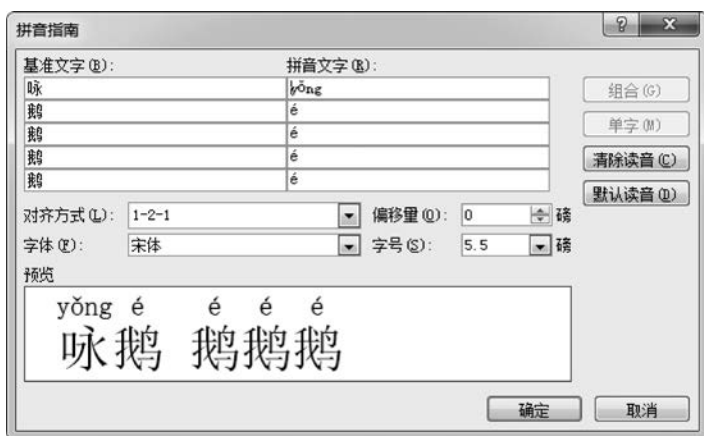 拼音指南
基准文字(B): 拼音文字(R):
咏 yǒng
鹅 é
鹅 é
鹅 é
鹅 é
组合(G)
单字(M)
清除读音(C)
默认读音(D)
对齐方式(L): 1-2-1 偏移量(O): 0 磅
字体(F): 宋体 字号(S): 5.5 磅
预览
yǒng é é é é
咏鹅 鹅鹅鹅
确定 取消